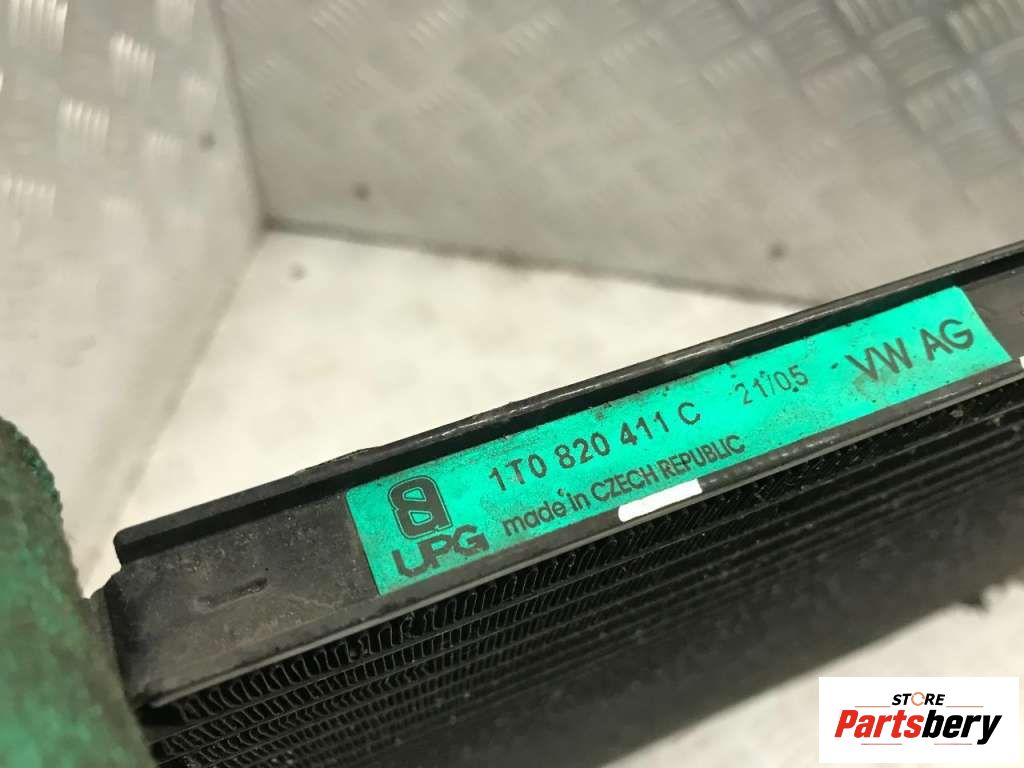 1T0 820 411 C 21/05 - VW AG
UPG made in CZECH REPUBLIC
STORE
Partsbery